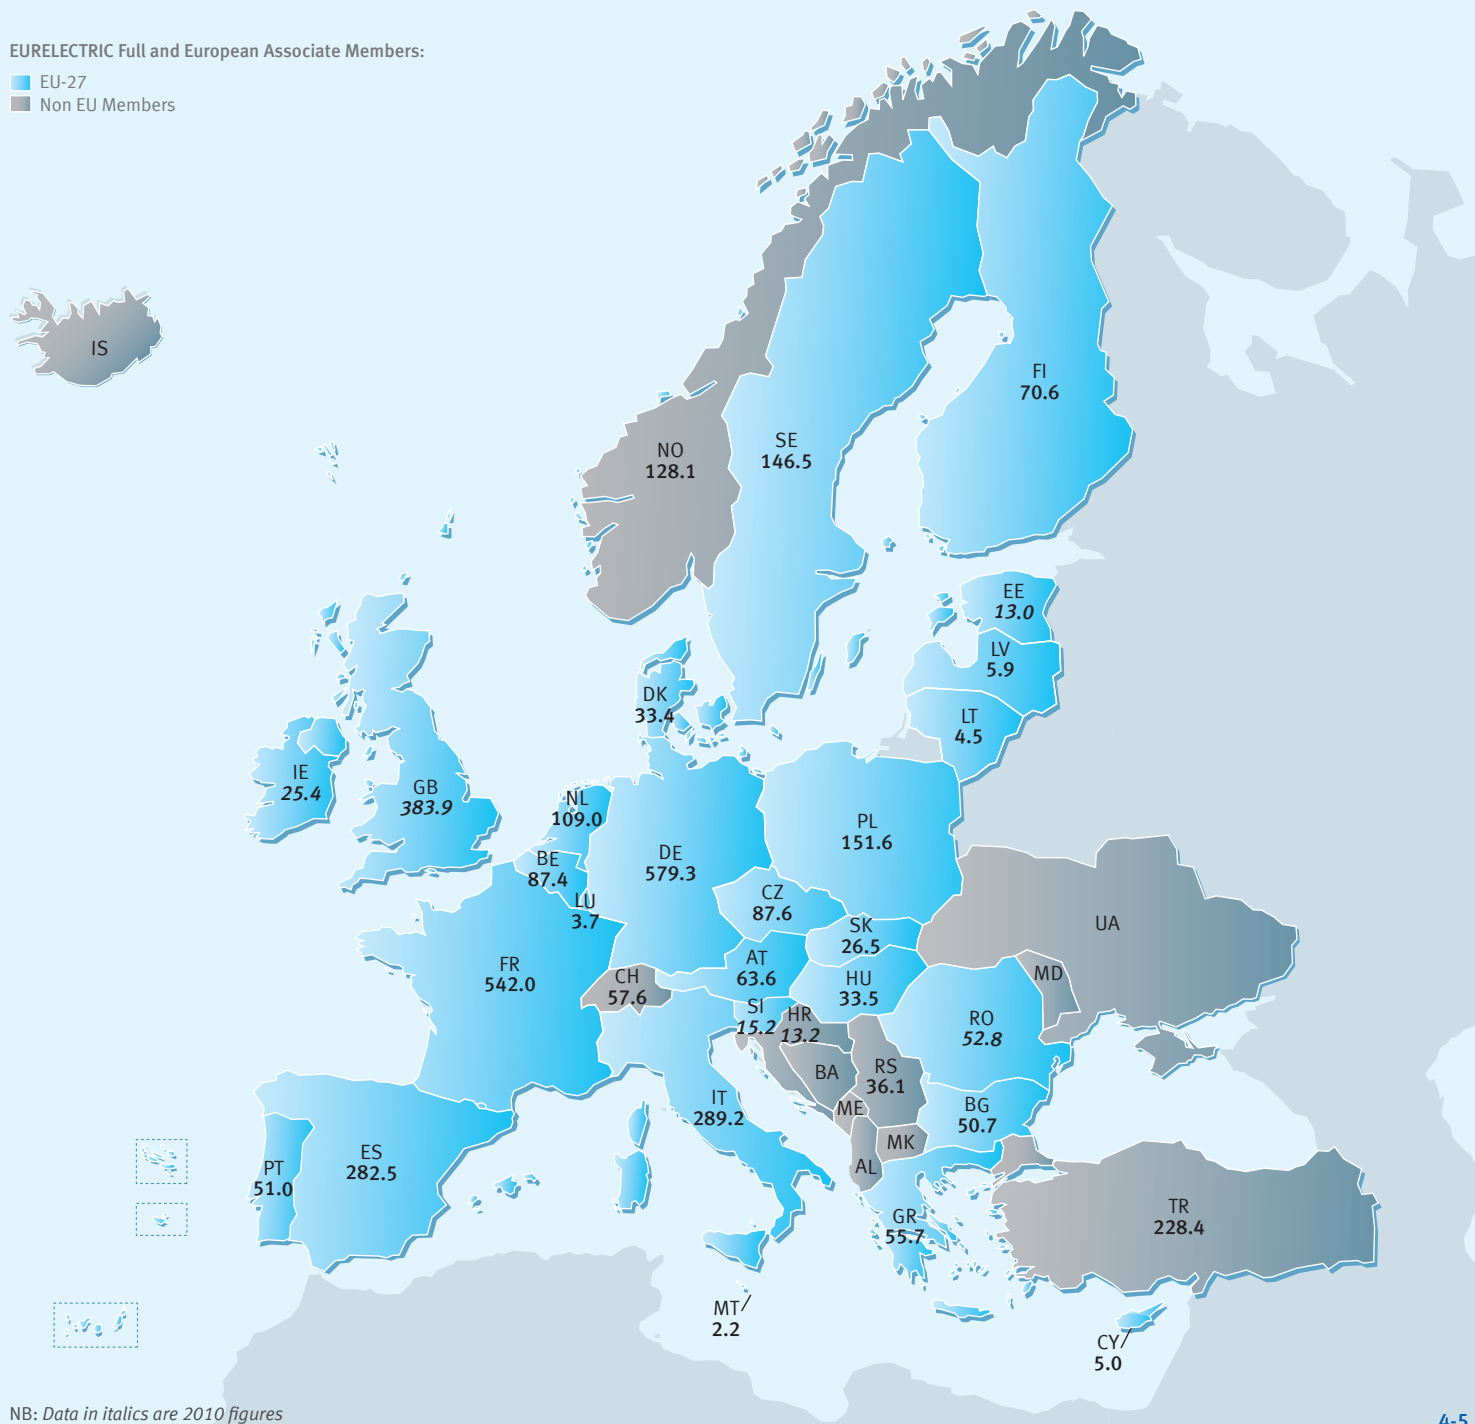 EURELECTRIC Full and European Associate Members:
EU-27
Non EU Members
IS
FI
70.6
SE
146.5
NO
128.1
EE
13.0
LV
5.9
DK
33.4
LT
4.5
IE
25.4
GB
383.9
NL
109.0
PL
151.6
DE
579.3
BE
87.4
CZ
87.6
LU
3.7
SK
26.5
UA
FR
542.0
AT
63.6
CH
57.6
HU
33.5
MD
SI
15.2
HR
13.2
RO
52.8
BA
RS
36.1
IT
289.2
ME
BG
50.7
MK
ES
282.5
PT
51.0
AL
GR
55.7
TR
228.4
MT
2.2
CY
5.0
NB: Data in italics are 2010 figures
4-5